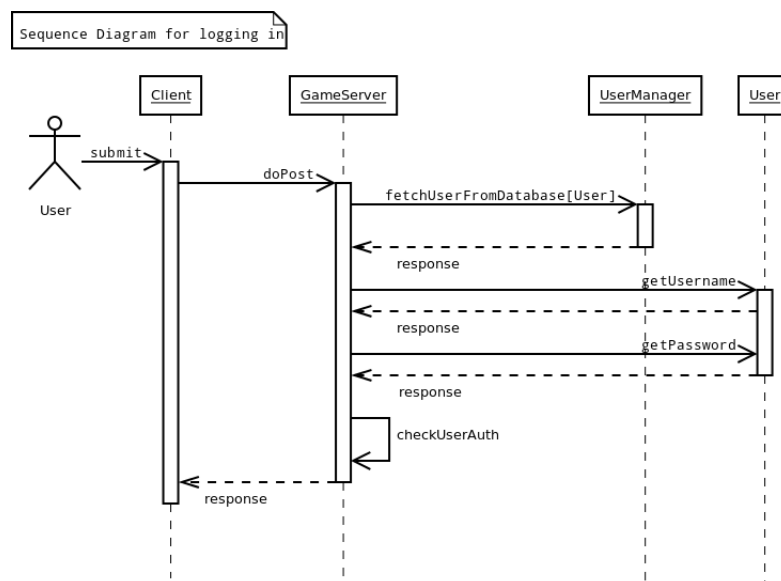 Sequence Diagram for logging in
Client
GameServer
UserManager
User
submit
User
doPost
fetchUserFromDatabase[User]
response
getUsername
response
getPassword
response
checkUserAuth
response